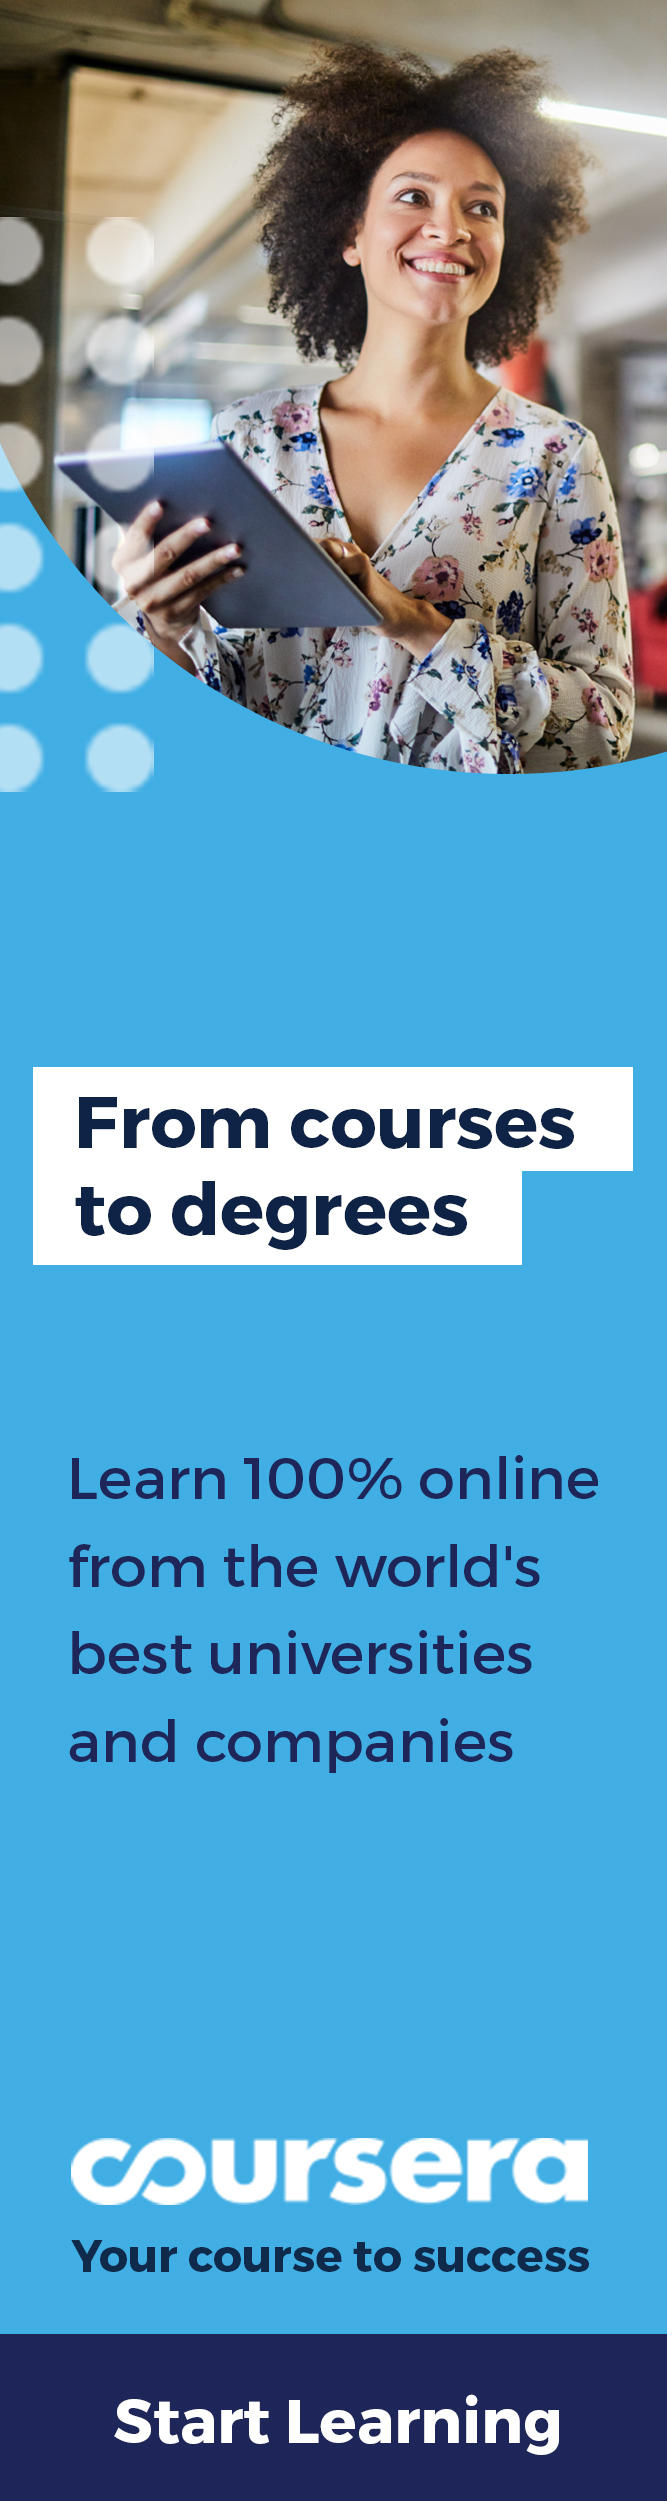 From courses
to degrees
Learn 100% online
from the world's
best universities
and companies
coursera
Your course to success
Start Learning